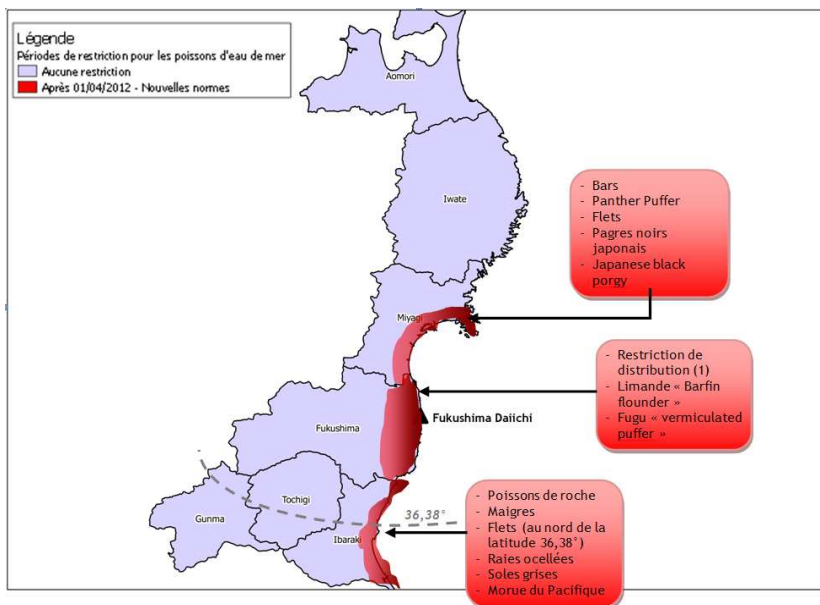 Légende
Périodes de restriction pour les poissons d'eau de mer
Aucune restriction
Après 01/04/2012 - Nouvelles normes
Aomori
Iwate
- Bars
- Panther Puffer
- Flets
- Pagres noirs
japonais
- Japanese black
porgy
Miyagi
- Restriction de
distribution (1)
- Limande « Barfin
flounder »
- Fugu « vermiculated
puffer »
Fukushima
Fukushima Daiichi
Tochigi
Gunma
36,38°
Ibaraki
- Poissons de roche
- Maigres
- Flets (au nord de la
latitude 36,38°)
- Raies ocellées
- Soles grises
- Morue du Pacifique